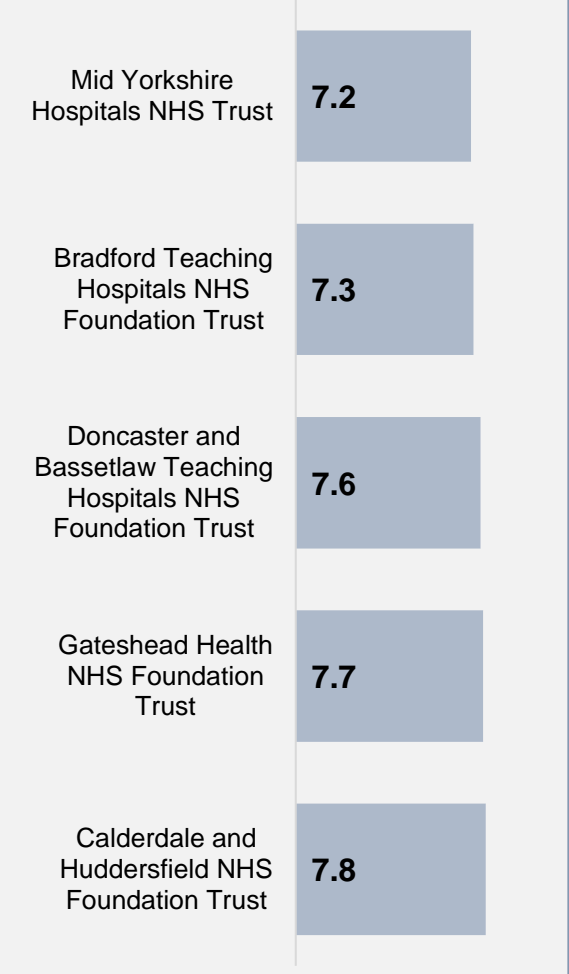 Mid Yorkshire
Hospitals NHS Trust
7.2
Bradford Teaching
Hospitals NHS
Foundation Trust
7.3
Doncaster and
Bassetlaw Teaching
Hospitals NHS
Foundation Trust
7.6
Gateshead Health
NHS Foundation
Trust
7.7
Calderdale and
Huddersfield NHS
Foundation Trust
7.8